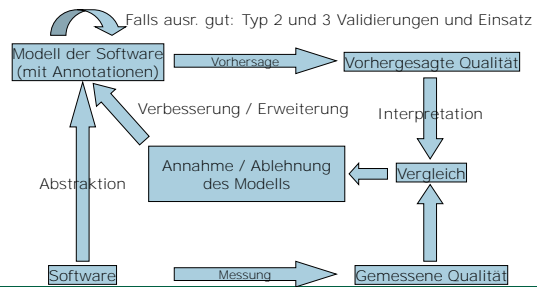 Falls ausr. gut: Typ 2 und 3 Validierungen und Einsatz
Modell der Software
(mit Annotationen)
Vorhersage
Vorhergesagte Qualität
Verbesserung / Erweiterung
Interpretation
Annahme / Ablehnung
des Modells
Vergleich
Abstraktion
Software
Messung
Gemessene Qualität